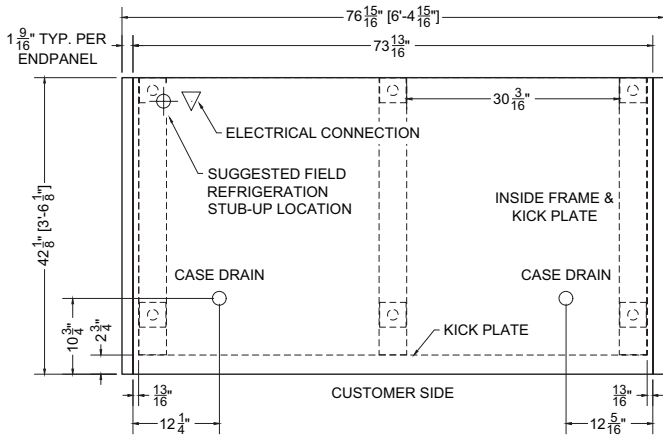 76 15/16" [6'-4 15/16"]
1 9/16" TYP. PER
ENDPANEL
73 13/16"
30 3/16"
ELECTRICAL CONNECTION
SUGGESTED FIELD
REFRIGERATION
STUB-UP LOCATION
INSIDE FRAME &
KICK PLATE
42 1/8" [3'-6 1/8"]
CASE DRAIN
CASE DRAIN
10 3/4"
2 3/4"
KICK PLATE
13/16"
CUSTOMER SIDE
13/16"
12 1/4"
12 5/16"